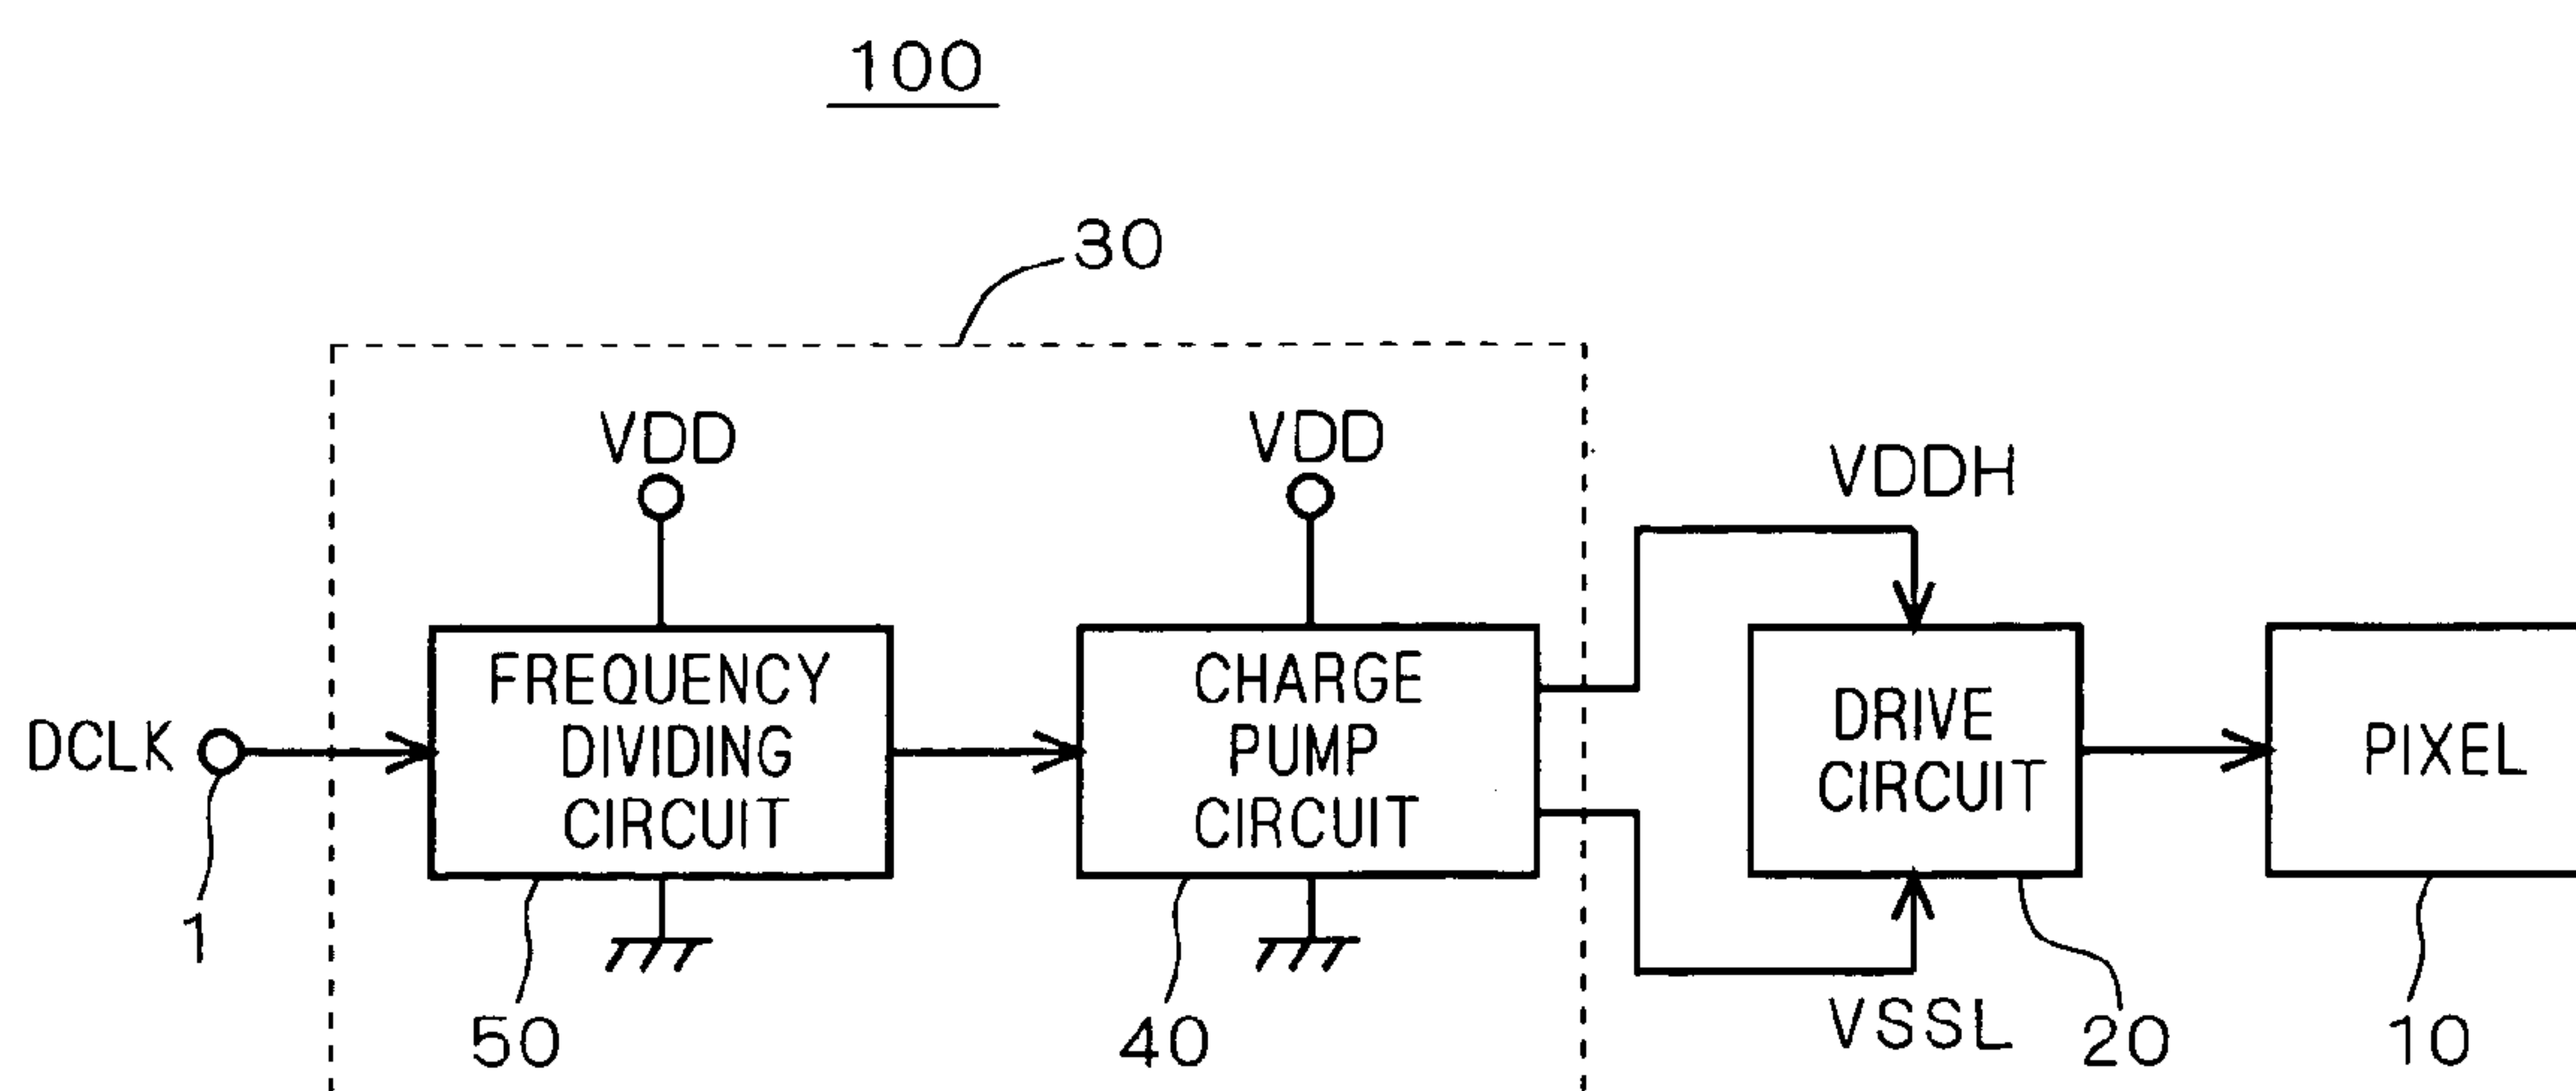 100
30
VDD
VDD
VDDH
FREQUENCY
DIVIDING
CIRCUIT
CHARGE
PUMP
CIRCUIT
DRIVE
CIRCUIT
PIXEL
DCLK
1
50
40
VSSL
20
10